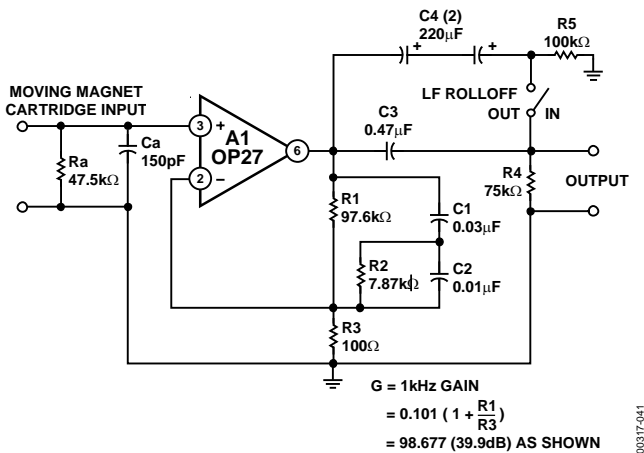 C4 (2)
220µF
+
+
R5
100kΩ
MOVING MAGNET
CARTRIDGE INPUT
LF ROLLOFF
OUT
IN
C3
0.47µF
3
+
A1
OP27
6
2
–
Ca
150pF
Ra
47.5kΩ
R4
75kΩ
OUTPUT
R1
97.6kΩ
C1
0.03µF
R2
7.87kΩ
C2
0.01µF
R3
100Ω
G = 1kHz GAIN
= 0.101 ( 1 + R1/R3 )
= 98.677 (39.9dB) AS SHOWN
00317-041